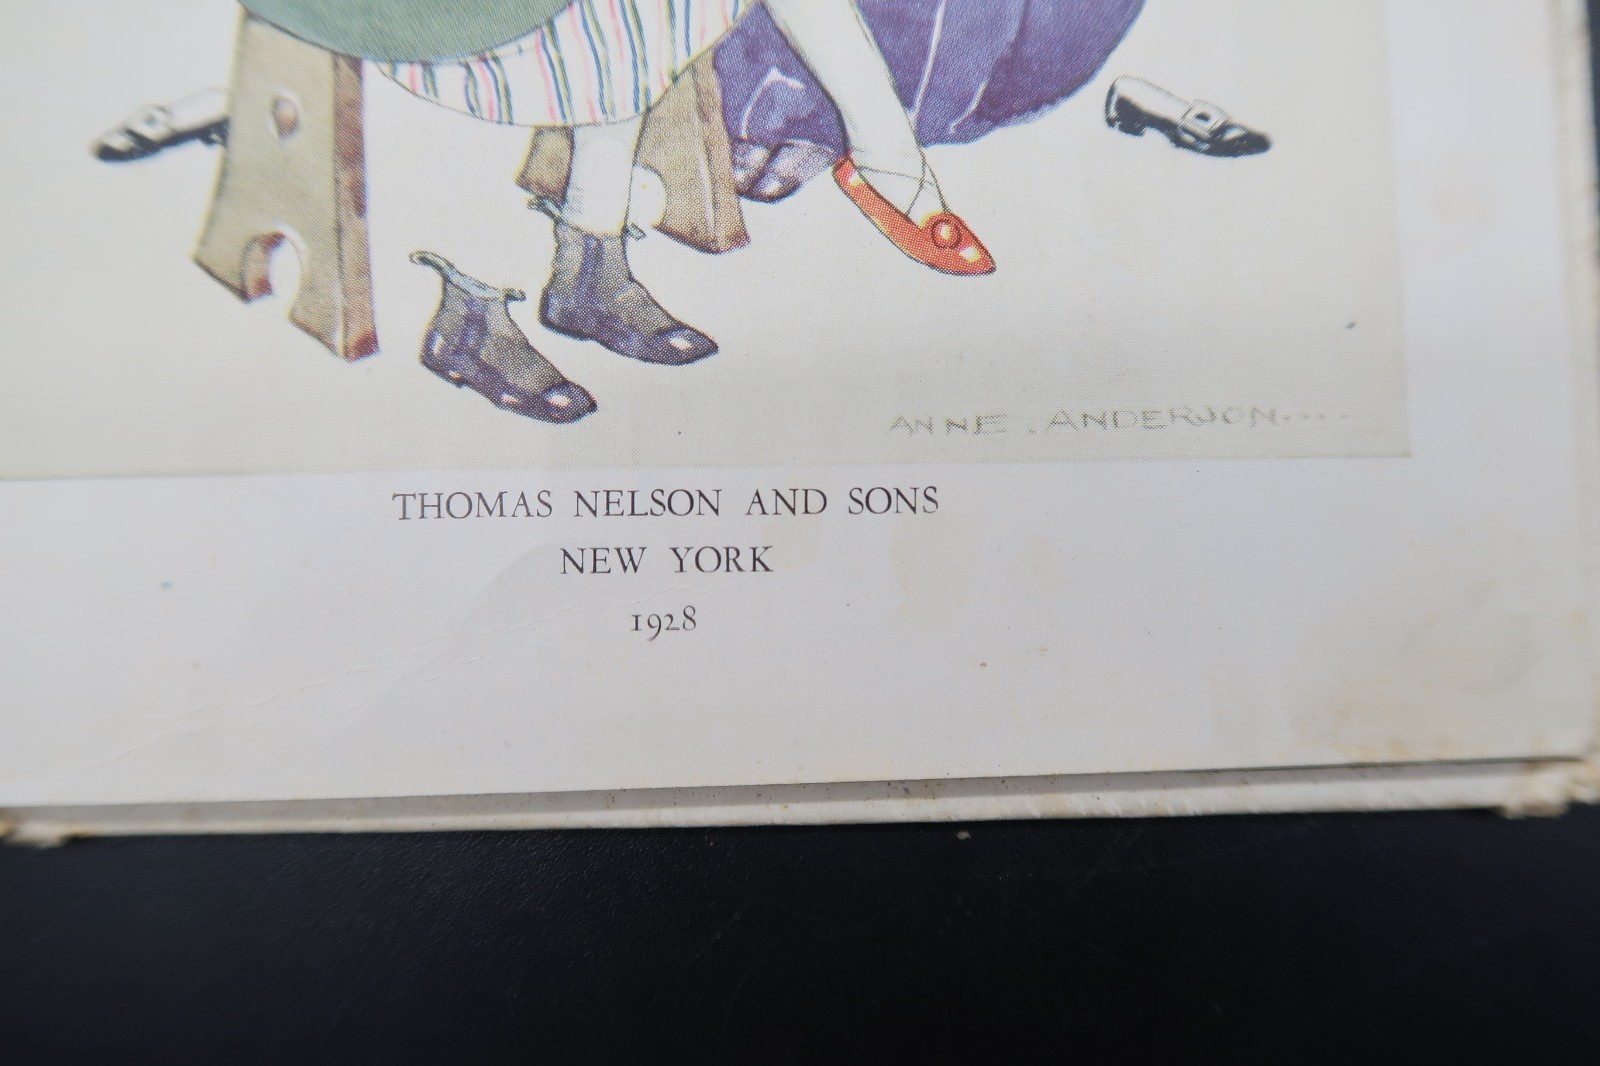 ANNE. ANDERSON....
THOMAS NELSON AND SONS
NEW YORK
1928